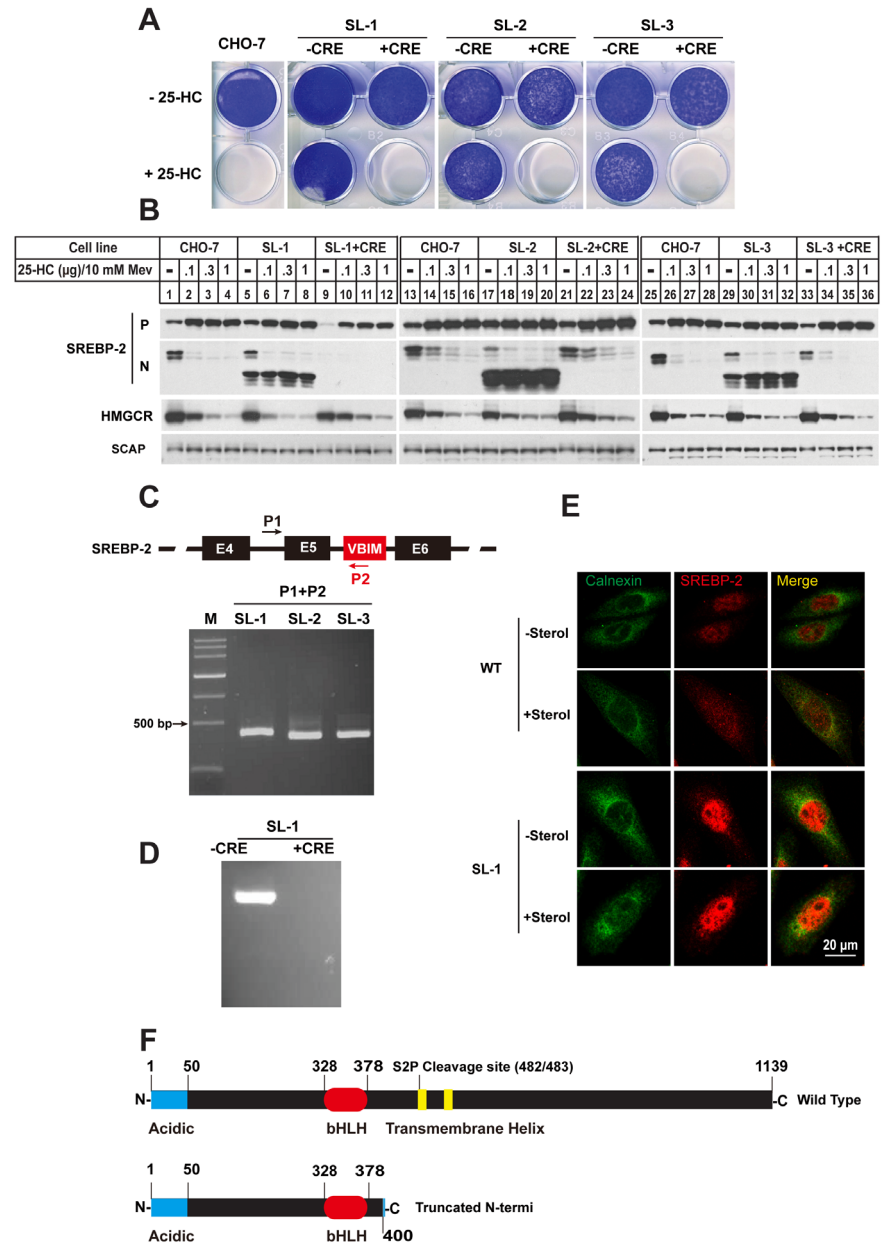 A
CHO-7 SL-1 SL-2 SL-3
-CRE +CRE -CRE +CRE -CRE +CRE
- 25-HC
+ 25-HC
B
Cell line CHO-7 SL-1 SL-1+CRE CHO-7 SL-2 SL-2+CRE CHO-7 SL-3 SL-3 +CRE
25-HC (µg)/10 mM Mev - .1 .3 1 - .1 .3 1 - .1 .3 1 - .1 .3 1 - .1 .3 1 - .1 .3 1 - .1 .3 1 - .1 .3 1 - .1 .3 1
1 2 3 4 5 6 7 8 9 10 11 12 13 14 15 16 17 18 19 20 21 22 23 24 25 26 27 28 29 30 31 32 33 34 35 36
P
SREBP-2
N
HMGCR
SCAP
C
P1
SREBP-2 E4 E5 VBIM E6
P2
P1+P2
M SL-1 SL-2 SL-3
500 bp
D
SL-1
-CRE +CRE
E
Calnexin SREBP-2 Merge
-Sterol
WT
+Sterol
-Sterol
SL-1
+Sterol
20 µm
F
1 50 328 378 S2P Cleavage site (482/483) 1139
N- -C Wild Type
Acidic bHLH Transmembrane Helix
1 50 328 378
N- -C Truncated N-termi
Acidic bHLH 400